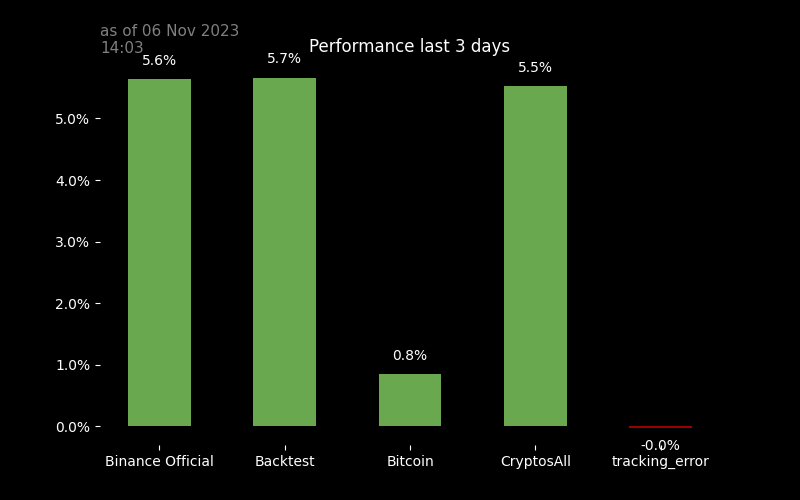 as of 06 Nov 2023
14:03
Performance last 3 days
5.6%
5.7%
0.8%
5.5%
-0.0%
5.0%
4.0%
3.0%
2.0%
1.0%
0.0%
Binance Official
Backtest
Bitcoin
CryptosAll
tracking_error